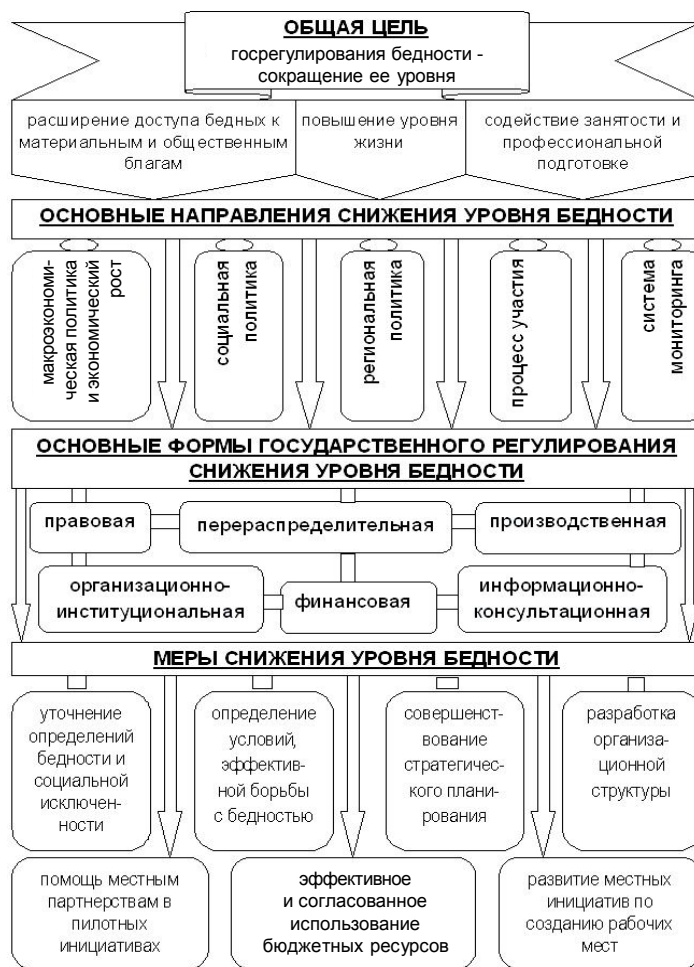 ОБЩАЯ ЦЕЛЬ
госрегулирования бедности -
сокращение ее уровня
расширение доступа бедных к
материальным и общественным
благам
повышение уровня
жизни
содействие занятости и
профессиональной
подготовке
ОСНОВНЫЕ НАПРАВЛЕНИЯ СНИЖЕНИЯ УРОВНЯ БЕДНОСТИ
макроэкономи-
ческая политика
и экономический
рост
социальная
политика
региональная
политика
процесс участия
система
мониторинга
ОСНОВНЫЕ ФОРМЫ ГОСУДАРСТВЕННОГО РЕГУЛИРОВАНИЯ
СНИЖЕНИЯ УРОВНЯ БЕДНОСТИ
правовая
перераспределительная
производственная
организационно-
институциональная
финансовая
информационно-
консультационная
МЕРЫ СНИЖЕНИЯ УРОВНЯ БЕДНОСТИ
уточнение
определений
бедности и
социальной
исключен-
ности
определение
условий,
эффектив-
ной борьбы
с бедностью
совершенст-
вование
стратегичес-
кого плани-
рования
разработка
организа-
ционной
структуры
помощь местным
партнерствам в
пилотных
инициативах
эффективное
и согласованное
использование
бюджетных ресурсов
развитие местных
инициатив по
созданию рабочих
мест